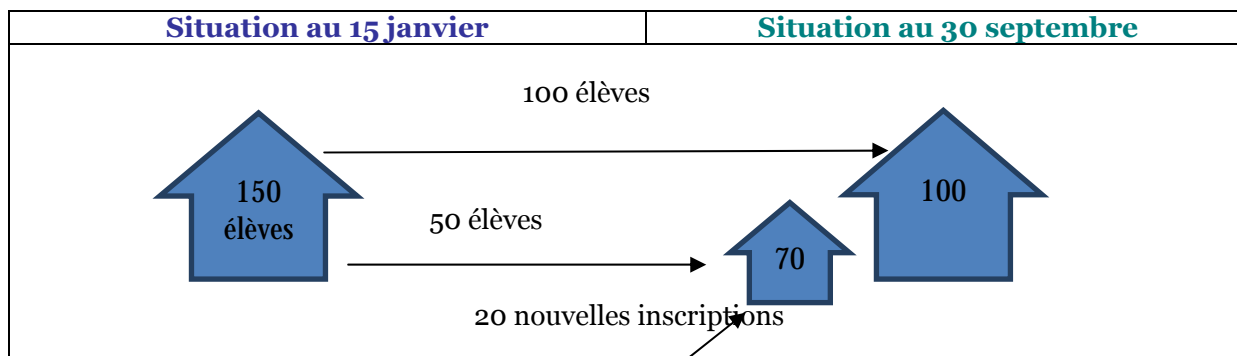 Situation au 15 janvier
Situation au 30 septembre
100 élèves
150
élèves
100
50 élèves
70
20 nouvelles inscriptions